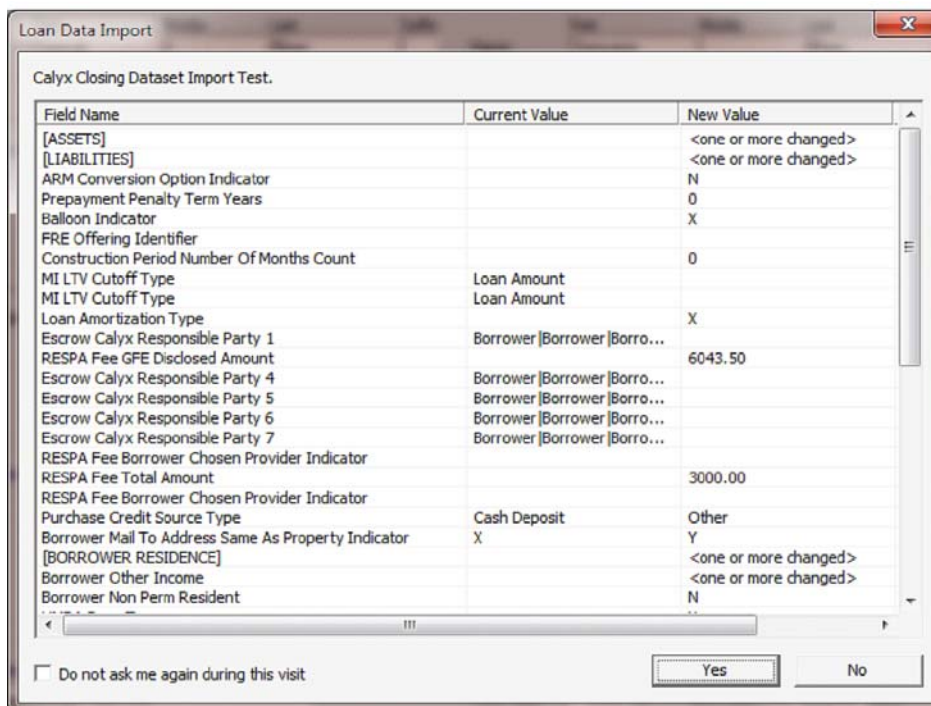 Loan Data Import
Calyx Closing Dataset Import Test.
Field Name Current Value New Value
[ASSETS] <one or more changed>
[LIABILITIES] <one or more changed>
ARM Conversion Option Indicator N
Prepayment Penalty Term Years 0
Balloon Indicator X
FRE Offering Identifier
Construction Period Number Of Months Count 0
MI LTV Cutoff Type Loan Amount
MI LTV Cutoff Type Loan Amount
Loan Amortization Type X
Escrow Calyx Responsible Party 1 Borrower|Borrower|Borro...
RESPA Fee GFE Disclosed Amount 6043.50
Escrow Calyx Responsible Party 4 Borrower|Borrower|Borro...
Escrow Calyx Responsible Party 5 Borrower|Borrower|Borro...
Escrow Calyx Responsible Party 6 Borrower|Borrower|Borro...
Escrow Calyx Responsible Party 7 Borrower|Borrower|Borro...
RESPA Fee Borrower Chosen Provider Indicator
RESPA Fee Total Amount 3000.00
RESPA Fee Borrower Chosen Provider Indicator
Purchase Credit Source Type Cash Deposit Other
Borrower Mail To Address Same As Property Indicator X Y
[BORROWER RESIDENCE] <one or more changed>
Borrower Other Income <one or more changed>
Borrower Non Perm Resident N
Do not ask me again during this visit
Yes No